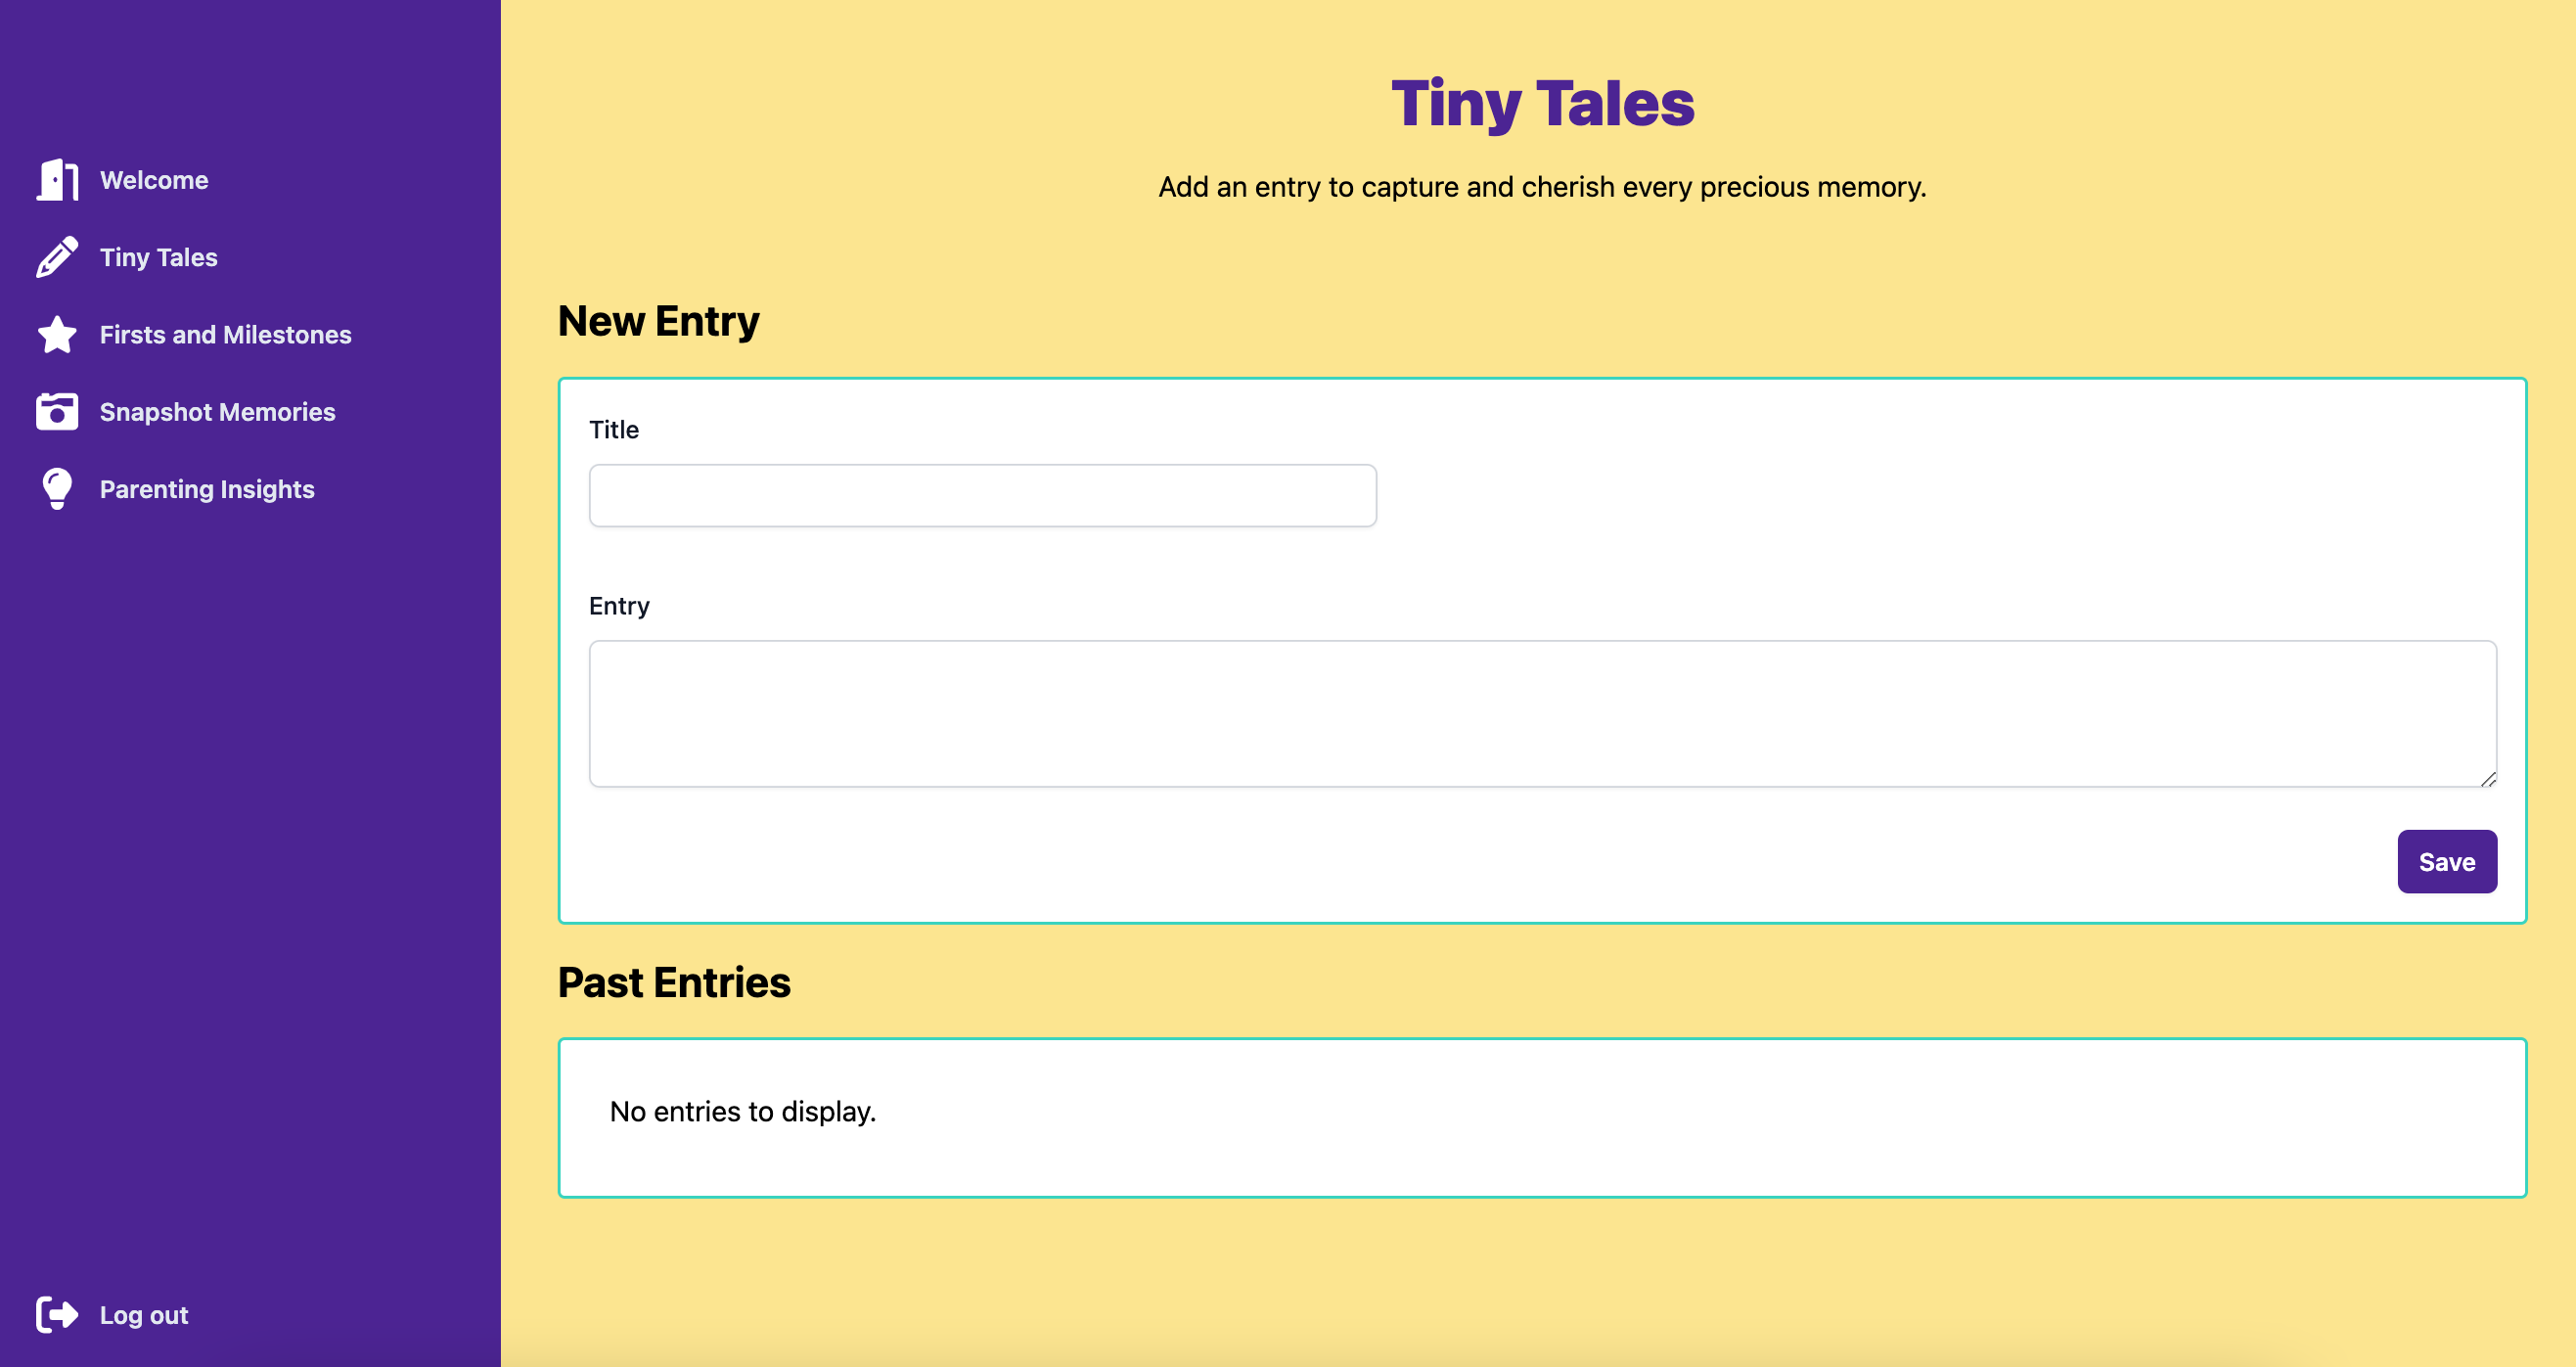 Welcome
Tiny Tales
Firsts and Milestones
Snapshot Memories
Parenting Insights
Log out
Tiny Tales
Add an entry to capture and cherish every precious memory.
New Entry
Title
Entry
Save
Past Entries
No entries to display.